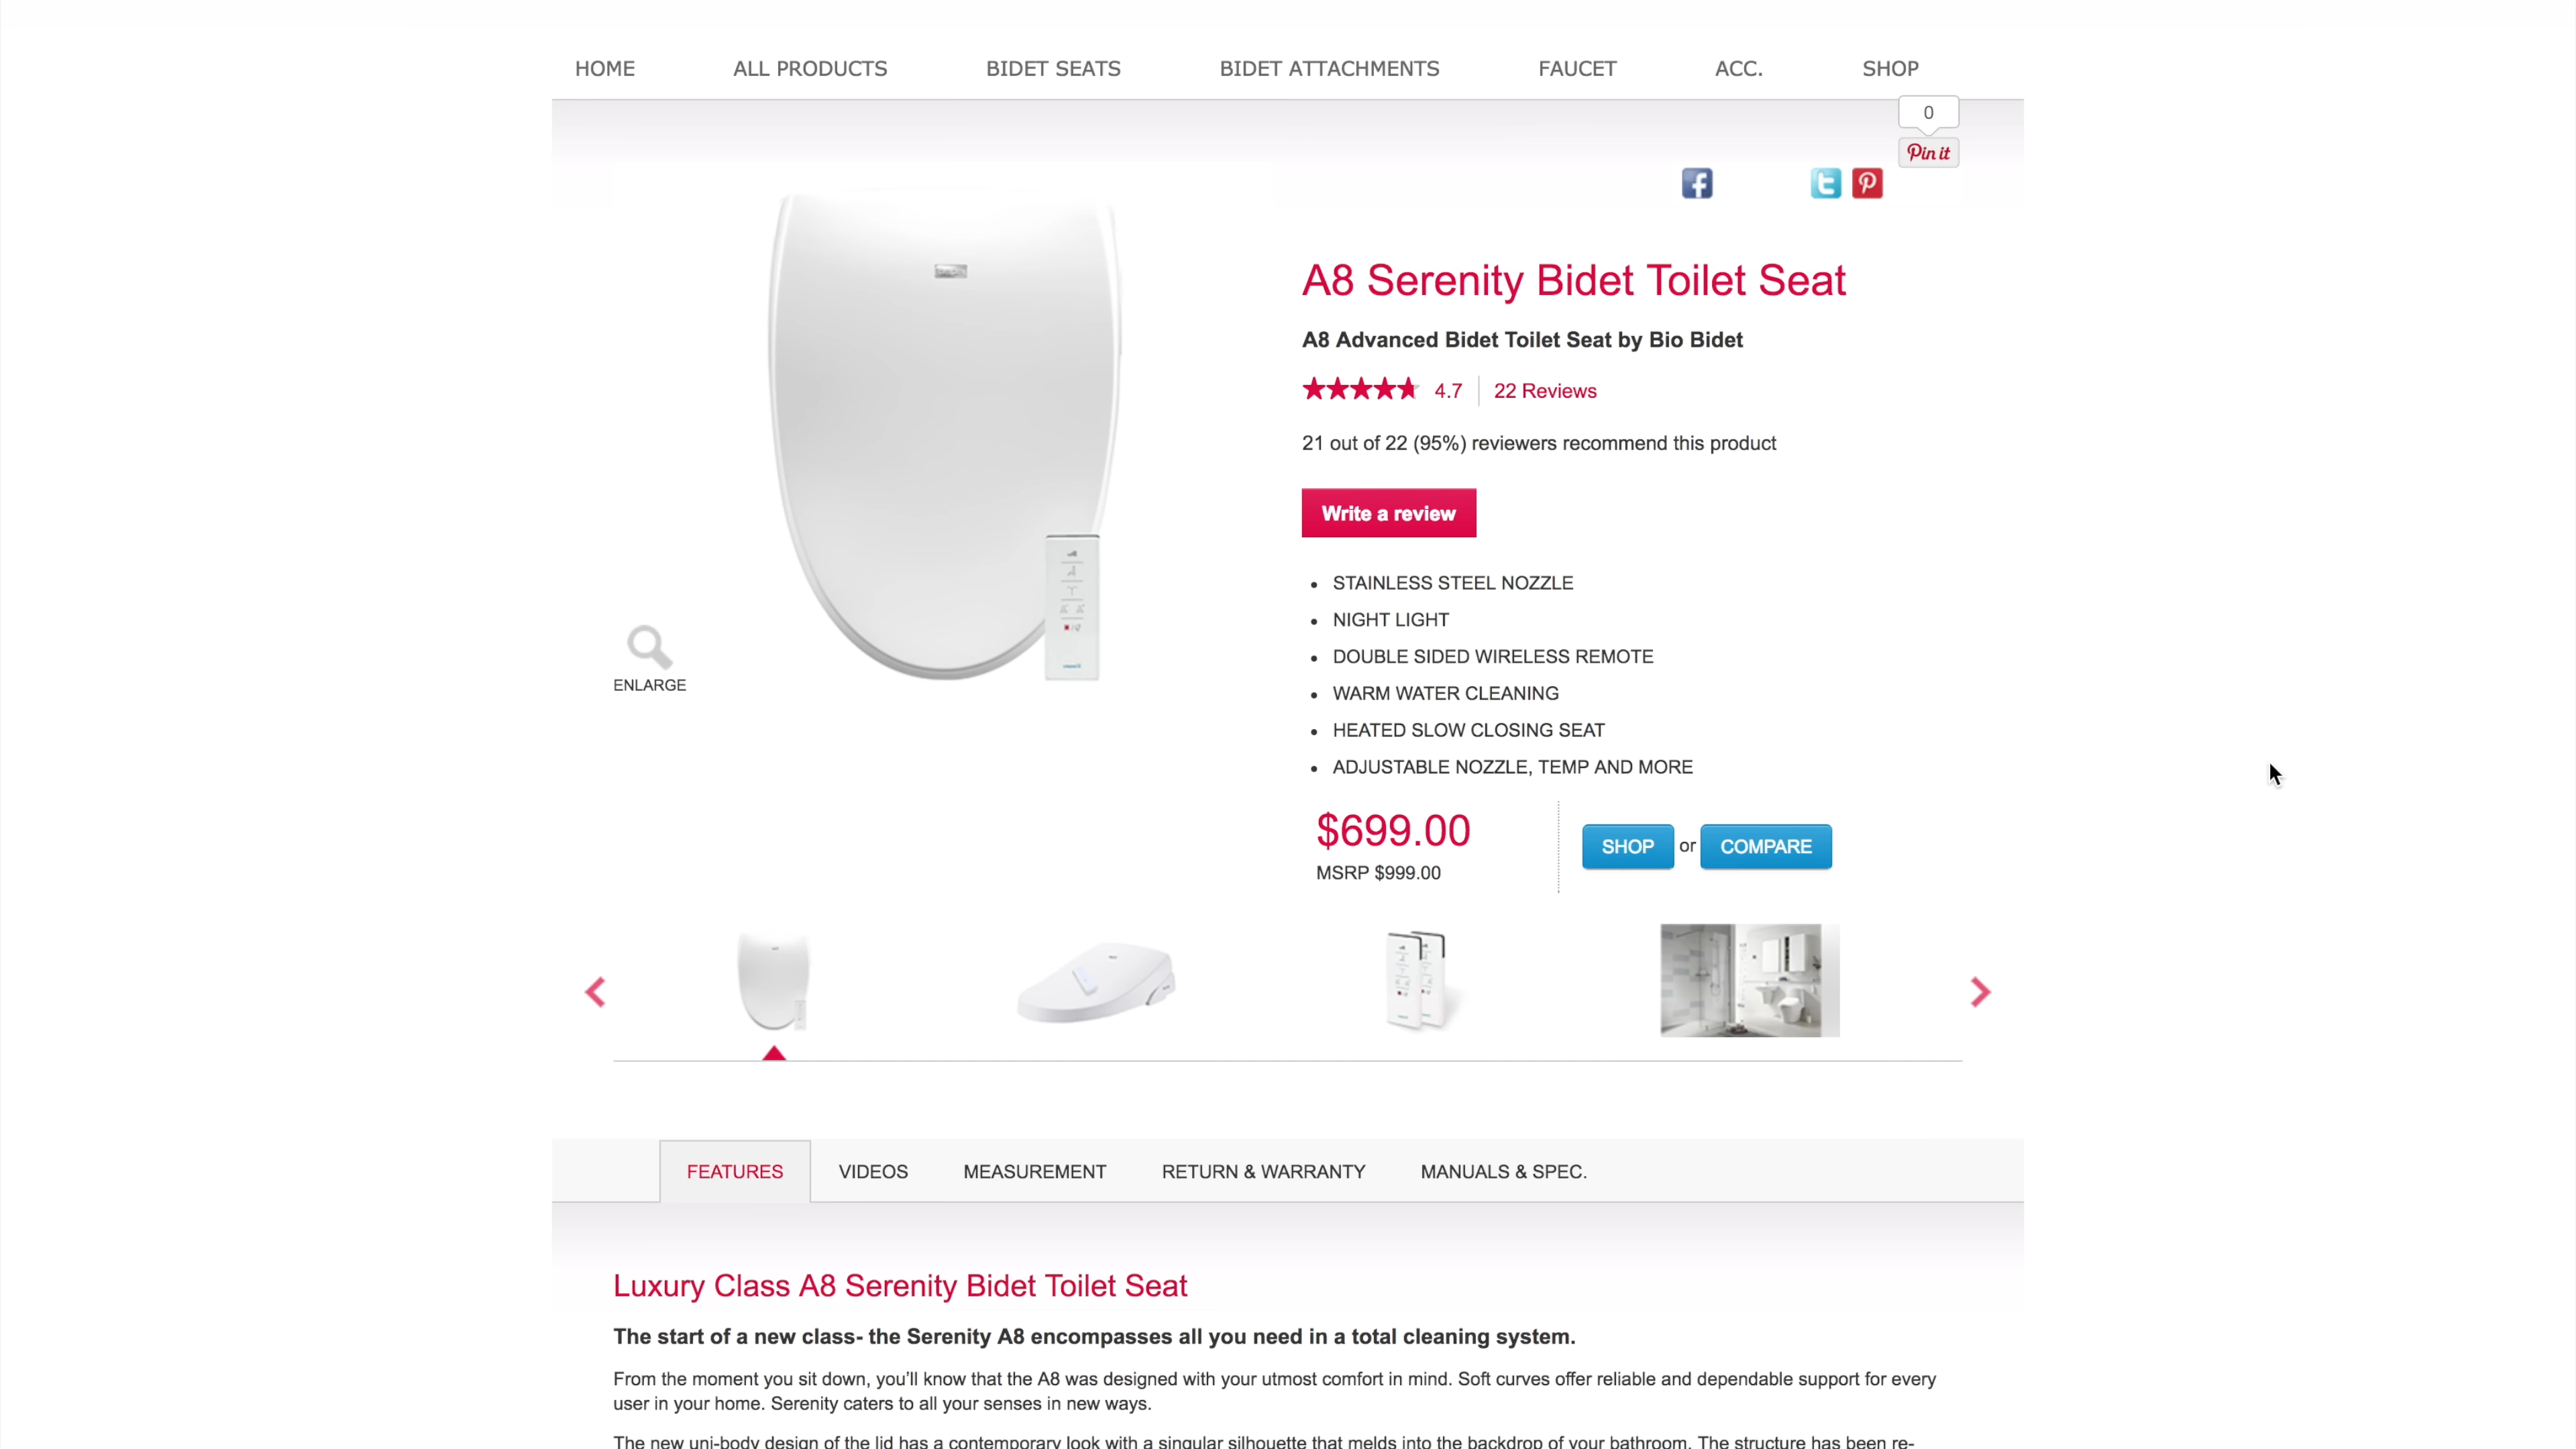 HOME ALL PRODUCTS BIDET SEATS BIDET ATTACHMENTS FAUCET ACC. SHOP
0
Pin it
A8 Serenity Bidet Toilet Seat
A8 Advanced Bidet Toilet Seat by Bio Bidet
4.7 22 Reviews
21 out of 22 (95%) reviewers recommend this product
Write a review
• STAINLESS STEEL NOZZLE
• NIGHT LIGHT
• DOUBLE SIDED WIRELESS REMOTE
• WARM WATER CLEANING
• HEATED SLOW CLOSING SEAT
• ADJUSTABLE NOZZLE, TEMP AND MORE
ENLARGE
$699.00
MSRP $999.00
SHOP or COMPARE
FEATURES VIDEOS MEASUREMENT RETURN & WARRANTY MANUALS & SPEC.
Luxury Class A8 Serenity Bidet Toilet Seat
The start of a new class- the Serenity A8 encompasses all you need in a total cleaning system.
From the moment you sit down, you'll know that the A8 was designed with your utmost comfort in mind. Soft curves offer reliable and dependable support for every
user in your home. Serenity caters to all your senses in new ways.
The new uni-body design of the lid has a contemporary look with a singular silhouette that melds into the backdrop of your bathroom. The structure has been re-